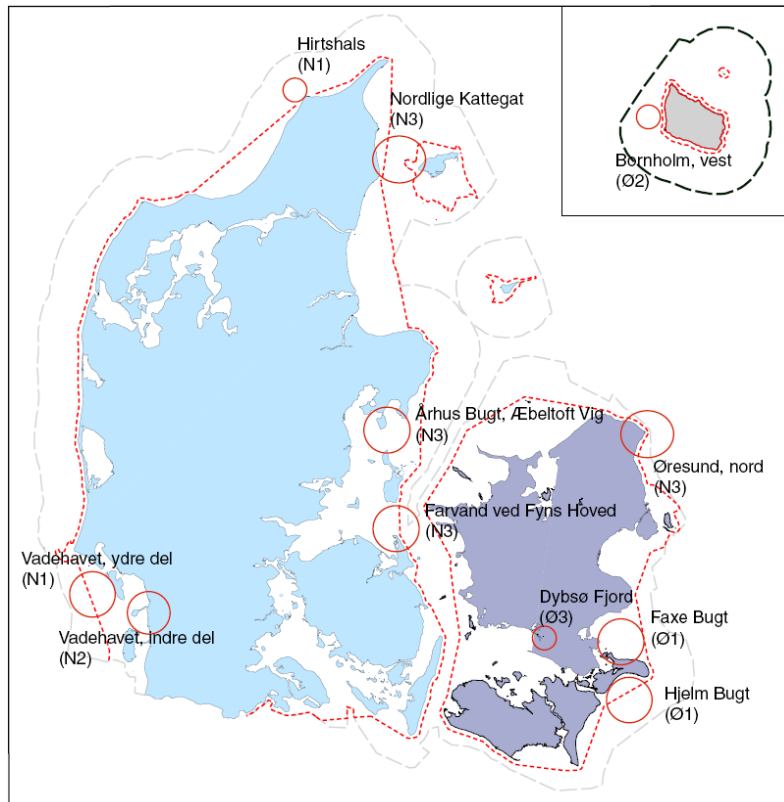 Hirtshals
(N1)
Nordlige Kattegat
(N3)
Bornholm, vest
(Ø2)
Århus Bugt, Æbeltoft Vig
(N3)
Øresund, nord
(N3)
Farvand ved Fyns Hoved
(N3)
Vadehavet, ydre del
(N1)
Vadehavet, indre del
(N2)
Dybsø Fjord
(Ø3)
Faxe Bugt
(Ø1)
Hjelm Bugt
(Ø1)